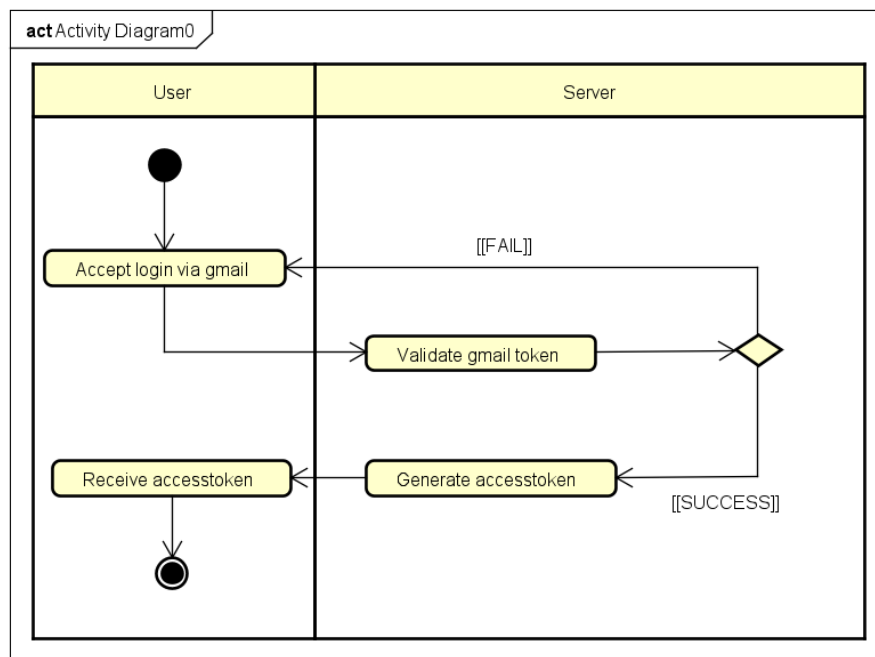 act Activity Diagram0
User
Server
[[FAIL]]
Accept login via gmail
Validate gmail token
Receive accesstoken
Generate accesstoken
[[SUCCESS]]